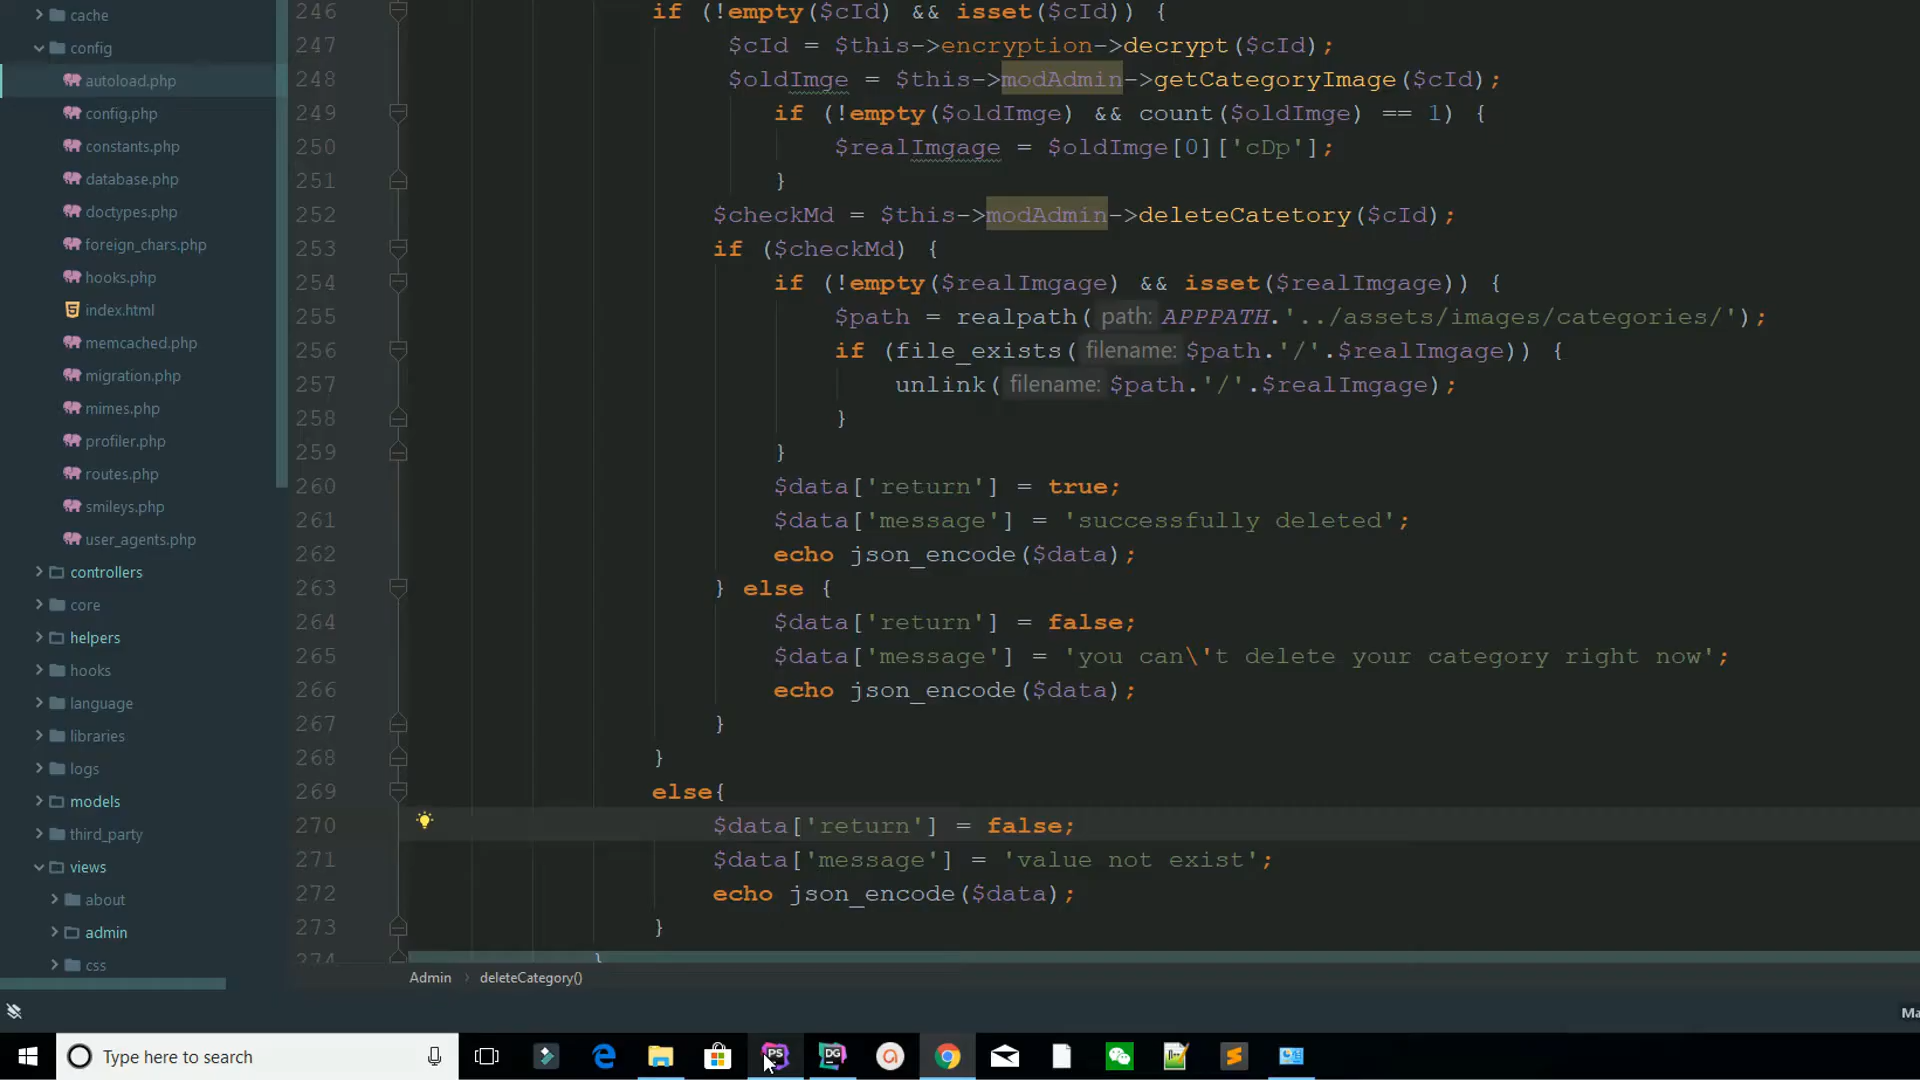 cache
config
autoload.php
config.php
constants.php
database.php
doctypes.php
foreign_chars.php
hooks.php
index.html
memcached.php
migration.php
mimes.php
profiler.php
routes.php
smileys.php
user_agents.php
controllers
core
helpers
hooks
language
libraries
logs
models
third_party
views
about
admin
css
246 if (!empty($cId) && isset($cId)) {
247 $cId = $this->encryption->decrypt($cId);
248 $oldImge = $this->modAdmin->getCategoryImage($cId);
249 if (!empty($oldImge) && count($oldImge) == 1) {
250 $realImgage = $oldImge[0]['cDp'];
251 }
252 $checkMd = $this->modAdmin->deleteCatetory($cId);
253 if ($checkMd) {
254 if (!empty($realImgage) && isset($realImgage)) {
255 $path = realpath( path: APPPATH.'../assets/images/categories/');
256 if (file_exists( filename: $path.'/'.$realImgage)) {
257 unlink( filename: $path.'/'.$realImgage);
258 }
259 }
260 $data['return'] = true;
261 $data['message'] = 'successfully deleted';
262 echo json_encode($data);
263 } else {
264 $data['return'] = false;
265 $data['message'] = 'you can\'t delete your category right now';
266 echo json_encode($data);
267 }
268 }
269 else{
270 $data['return'] = false;
271 $data['message'] = 'value not exist';
272 echo json_encode($data);
273 }
274 }
Admin > deleteCategory()
Ma
Type here to search
PS
DG